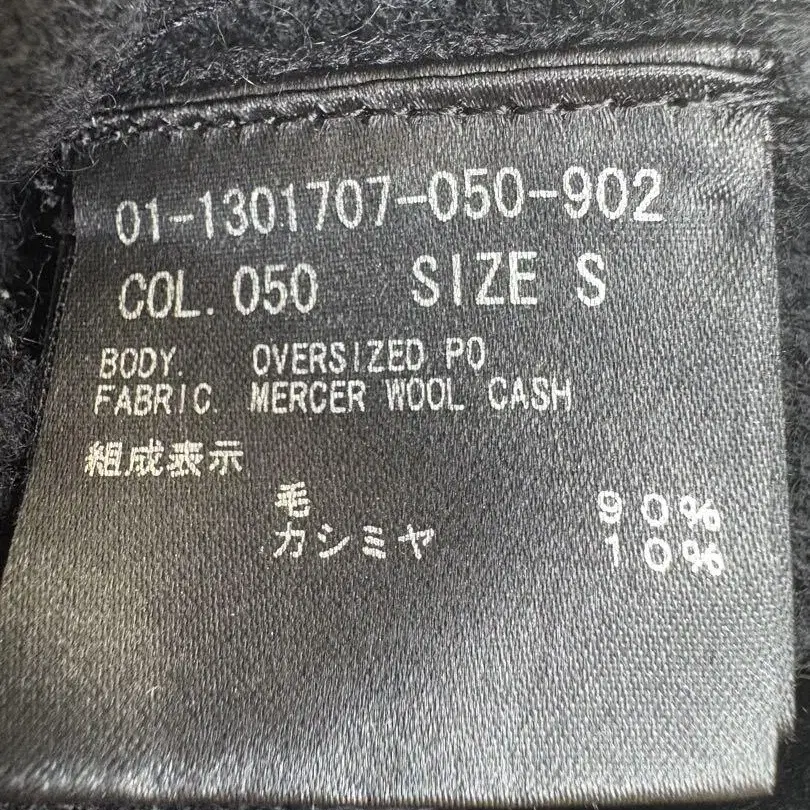 01-1301707-050-902
COL. 050 SIZE S
BODY. OVERSIZED PO
FABRIC. MERCER WOOL CASH
組成表示
毛 90%
カシミヤ 10%